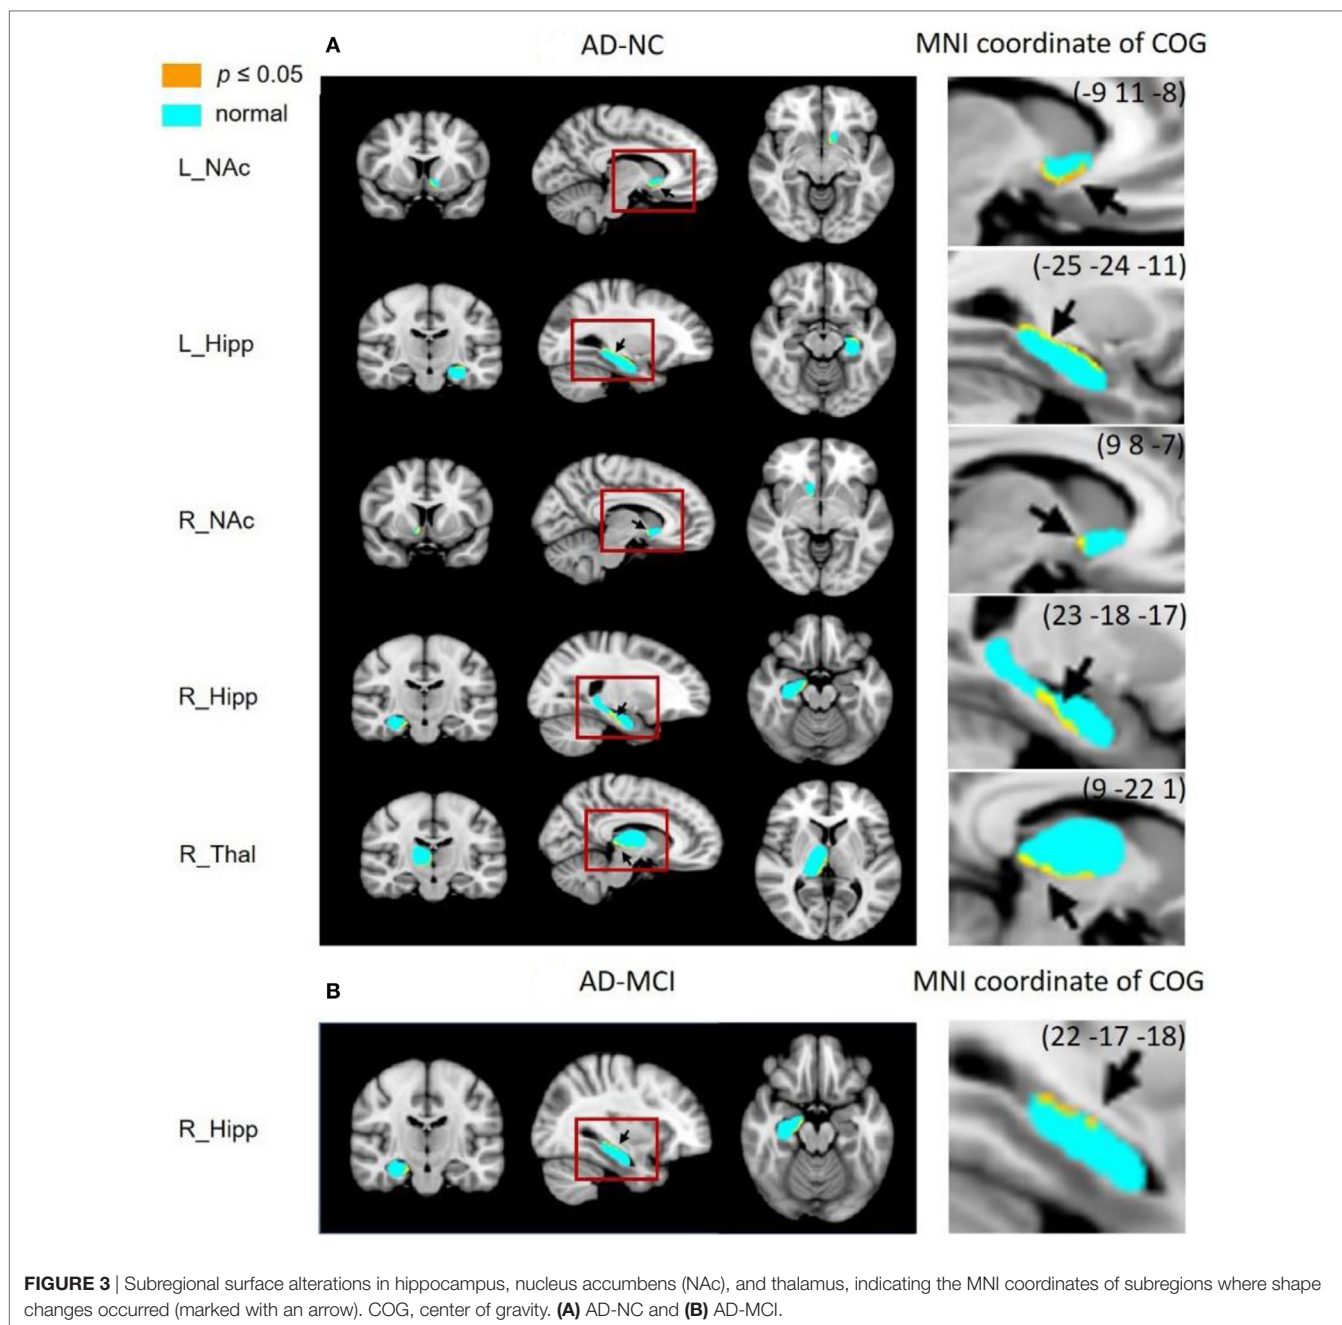 A
AD-NC
MNI coordinate of COG
p ≤ 0.05
normal
L_NAc
(-9 11 -8)
L_Hipp
(-25 -24 -11)
R_NAc
(9 8 -7)
R_Hipp
(23 -18 -17)
R_Thal
(9 -22 1)
B
AD-MCI
MNI coordinate of COG
R_Hipp
(22 -17 -18)
FIGURE 3 | Subregional surface alterations in hippocampus, nucleus accumbens (NAc), and thalamus, indicating the MNI coordinates of subregions where shape
changes occurred (marked with an arrow). COG, center of gravity. (A) AD-NC and (B) AD-MCI.